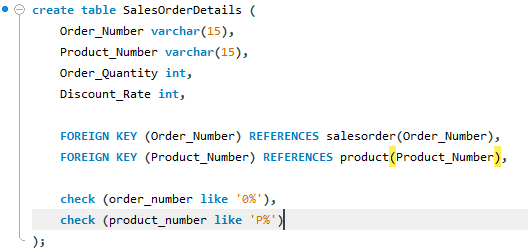 create table SalesOrderDetails (
Order_Number varchar(15),
Product_Number varchar(15),
Order_Quantity int,
Discount_Rate int,
FOREIGN KEY (Order_Number) REFERENCES salesorder(Order_Number),
FOREIGN KEY (Product_Number) REFERENCES product(Product_Number),
check (order_number like '0%'),
check (product_number like 'P%')
);